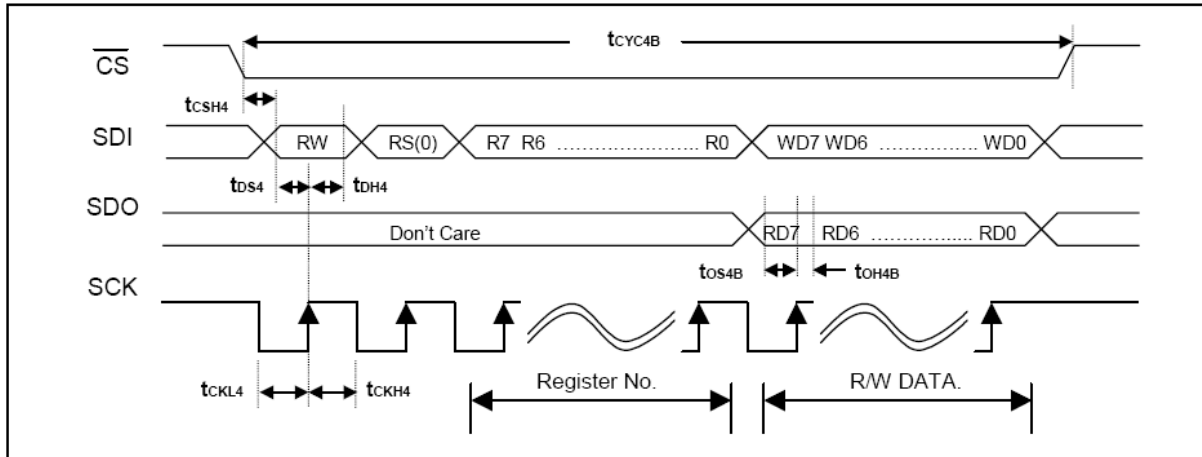 tCYC4B
CS
tCSH4
SDI RW RS(0) R7 R6 ........................... R0 WD7 WD6 ............... WD0
tDS4 tDH4
SDO
Don't Care RD7 RD6 ................... RD0
tOS4B tOH4B
SCK
tCKL4 tCKH4 Register No. R/W DATA.